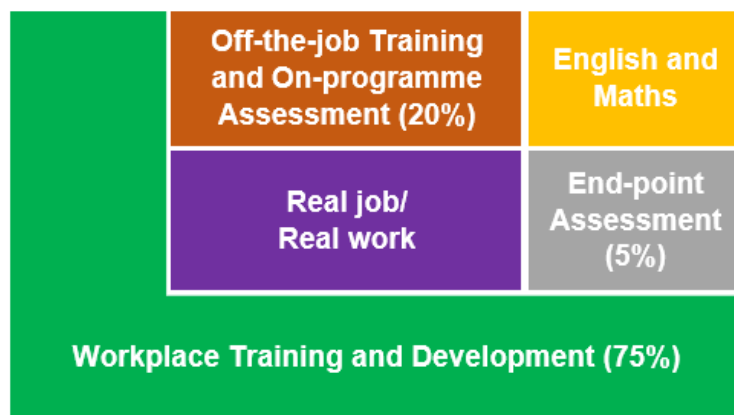 Off-the-job Training
and On-programme
Assessment (20%)
English and
Maths
Real job/
Real work
End-point
Assessment
(5%)
Workplace Training and Development (75%)